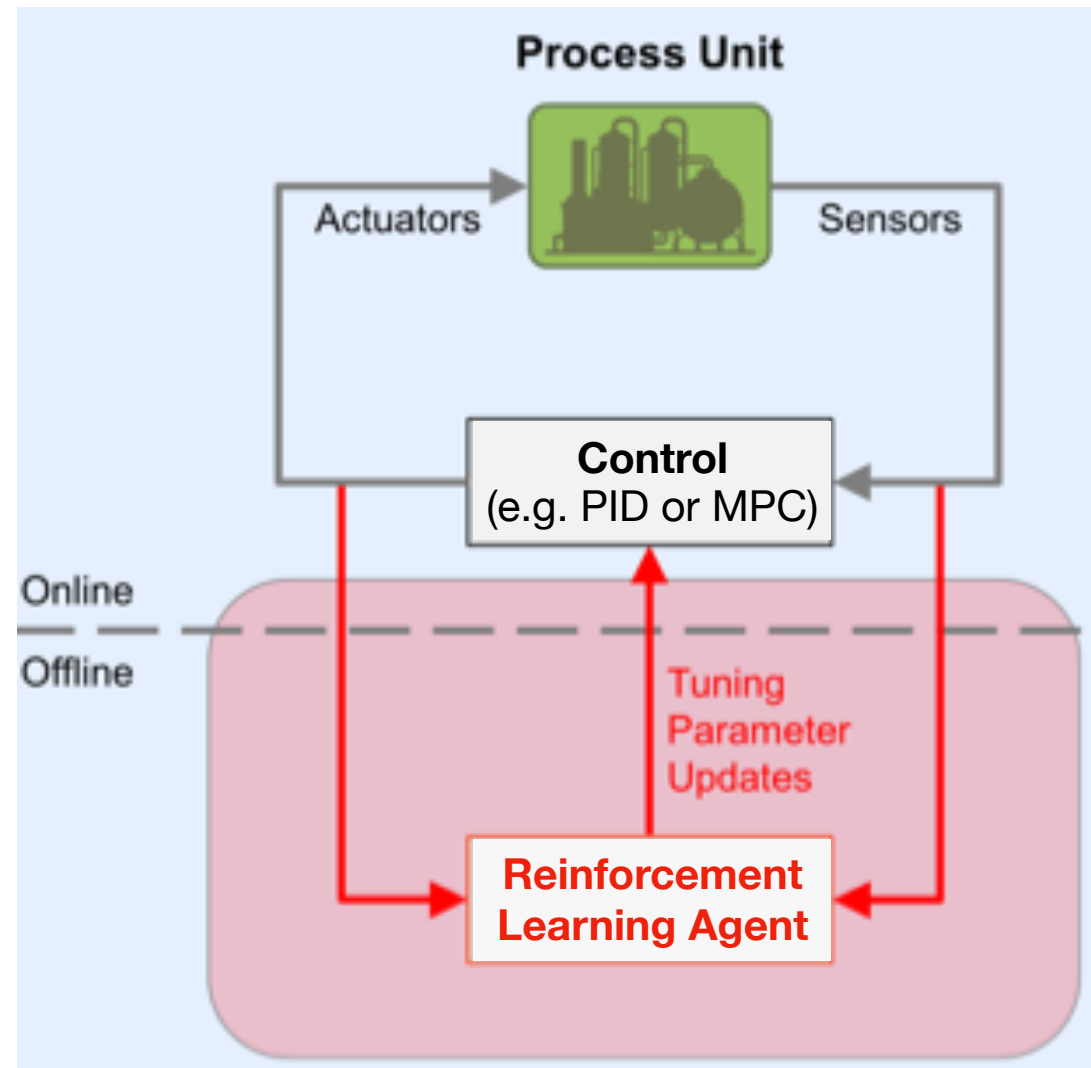 Process Unit
Actuators
Sensors
Control
(e.g. PID or MPC)
Online
Offline
Tuning
Parameter
Updates
Reinforcement
Learning Agent